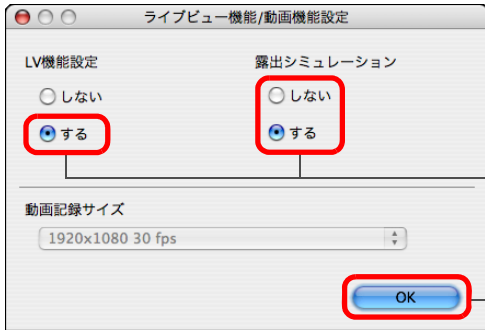 ライブビュー機能/動画機能設定
LV機能設定
しない
する
露出シミュレーション
しない
する
動画記録サイズ
1920x1080 30 fps
OK